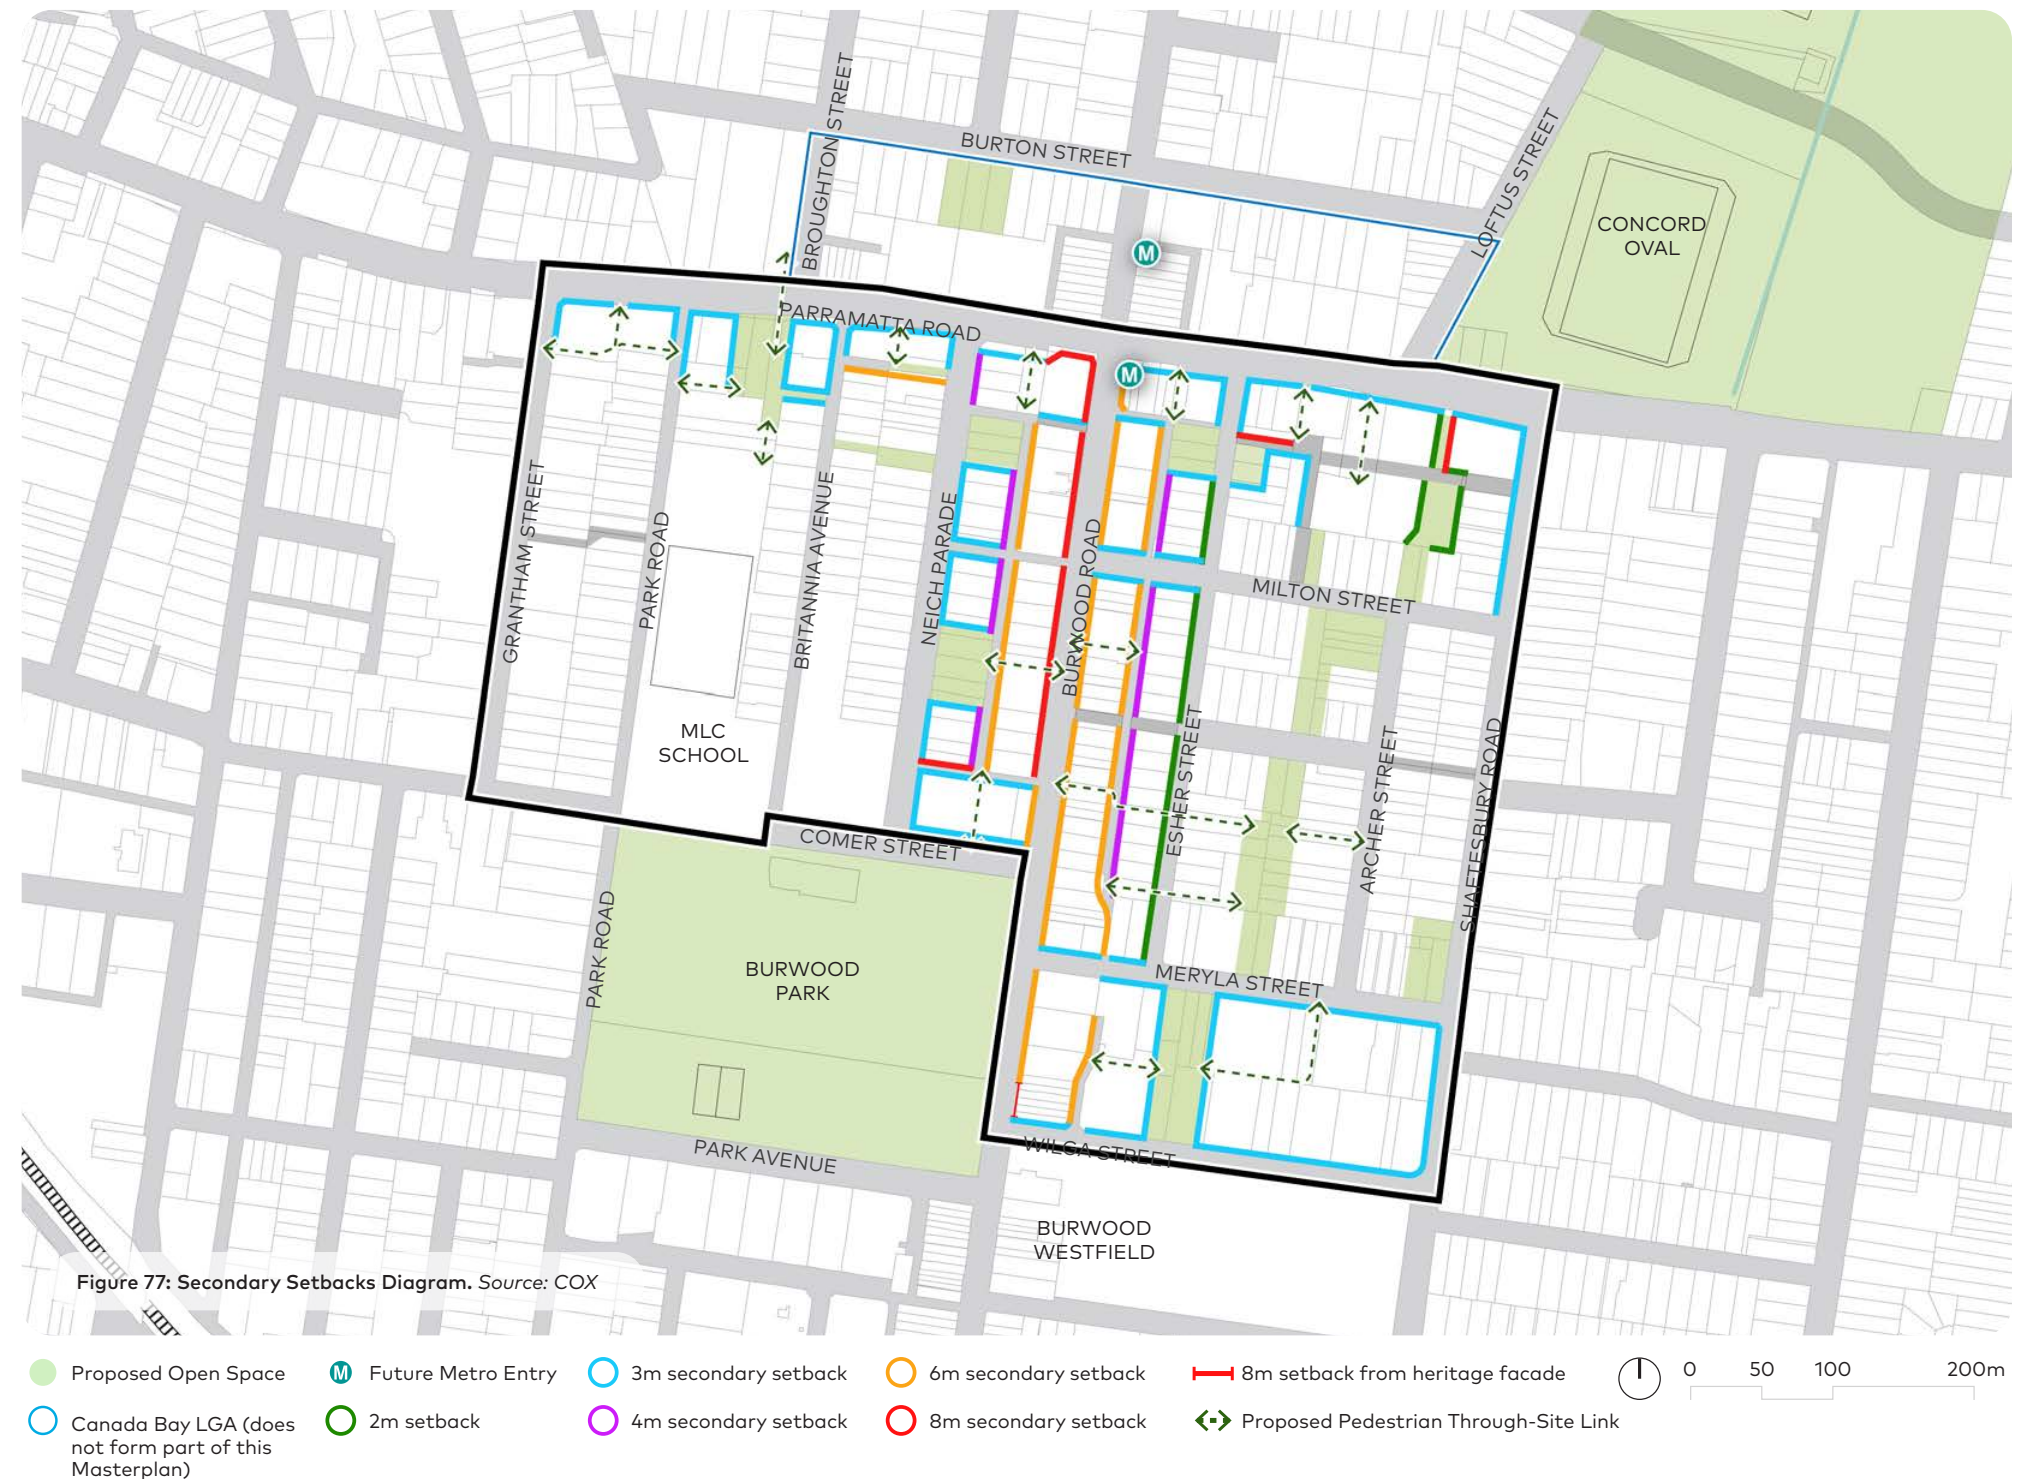 BROUGHTON STREET
BURTON STREET
LOFTUS STREET
CONCORD
OVAL
M
PARRAMATTA ROAD
M
GRANTHAM STREET
PARK ROAD
BRITANNIA AVENUE
NEICH PARADE
BURWOOD ROAD
MILTON STREET
MLC
SCHOOL
ESHER STREET
ARCHER STREET
SHAFTESBURY ROAD
COMER STREET
PARK ROAD
BURWOOD
PARK
MERYLA STREET
PARK AVENUE
WILGA STREET
BURWOOD
WESTFIELD
Figure 77: Secondary Setbacks Diagram. Source: COX
Proposed Open Space
M Future Metro Entry
3m secondary setback
6m secondary setback
8m setback from heritage facade
0 50 100 200m
Canada Bay LGA (does
not form part of this
Masterplan)
2m setback
4m secondary setback
8m secondary setback
Proposed Pedestrian Through-Site Link